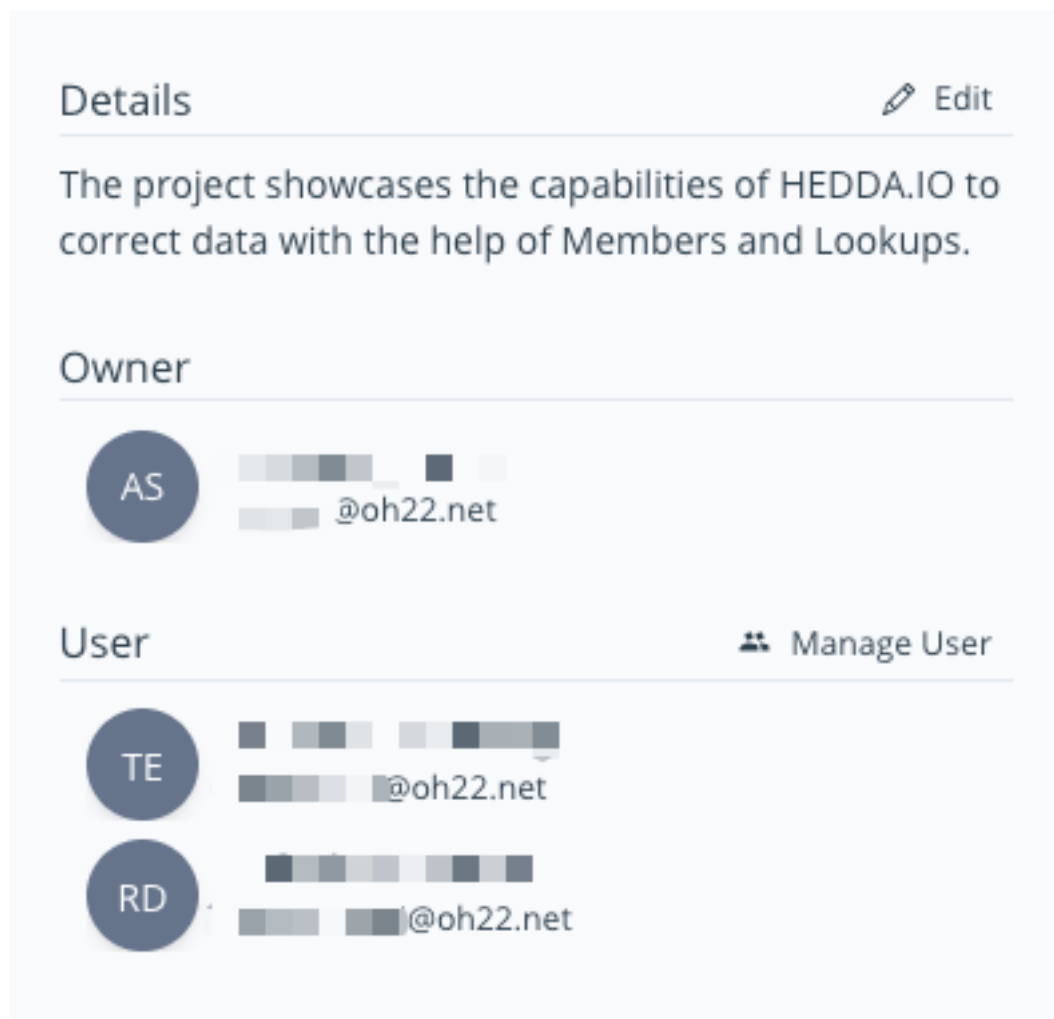 Details
Edit
The project showcases the capabilities of HEDDA.IO to
correct data with the help of Members and Lookups.
Owner
AS
@oh22.net
User
Manage User
TE
@oh22.net
RD
@oh22.net